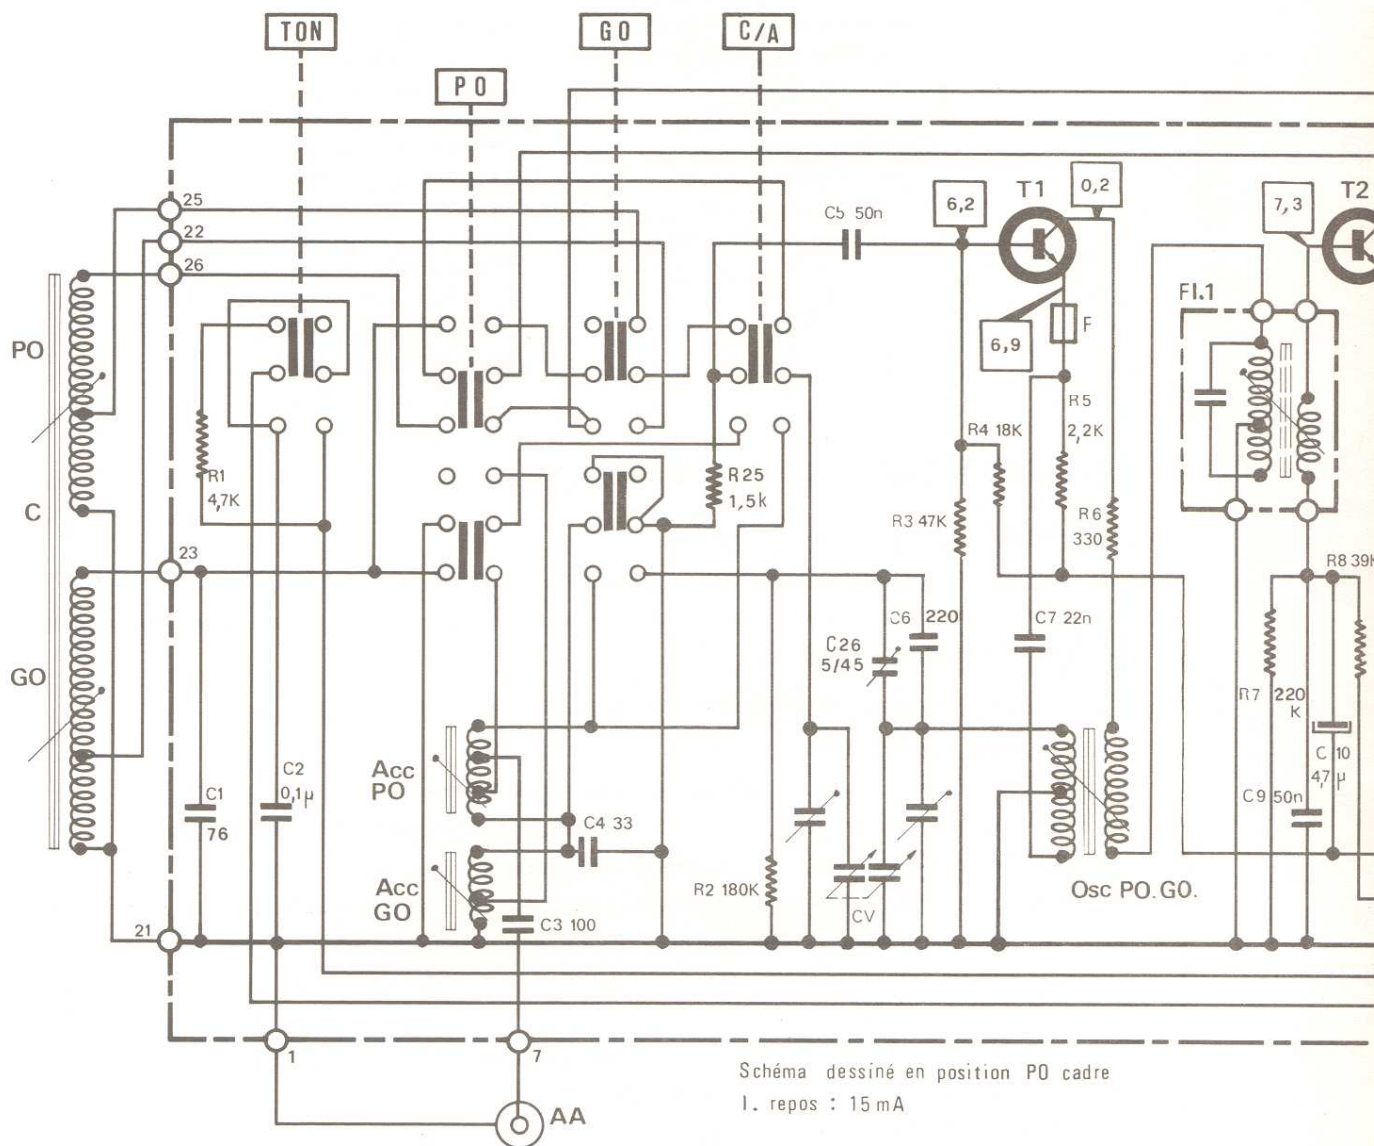 TON
GO
C/A
PO
25
22
26
C5 50n
6,2
T1
0,2
7,3
T2
FI.1
6,9
F
PO
R1
4,7K
R25
1,5k
R4 18K
R5
2,2K
R3 47K
R6
330
C
23
R8 39K
C6 220
C7 22n
C26
5/45
GO
R7 220
K
C1
76
C2
0,1µ
Acc
PO
C4 33
C 10
4,7 µ
C9 50n
Acc
GO
R2 180K
Osc PO.GO.
C3 100
CV
21
1
7
AA
Schéma dessiné en position PO cadre
I. repos : 15 mA